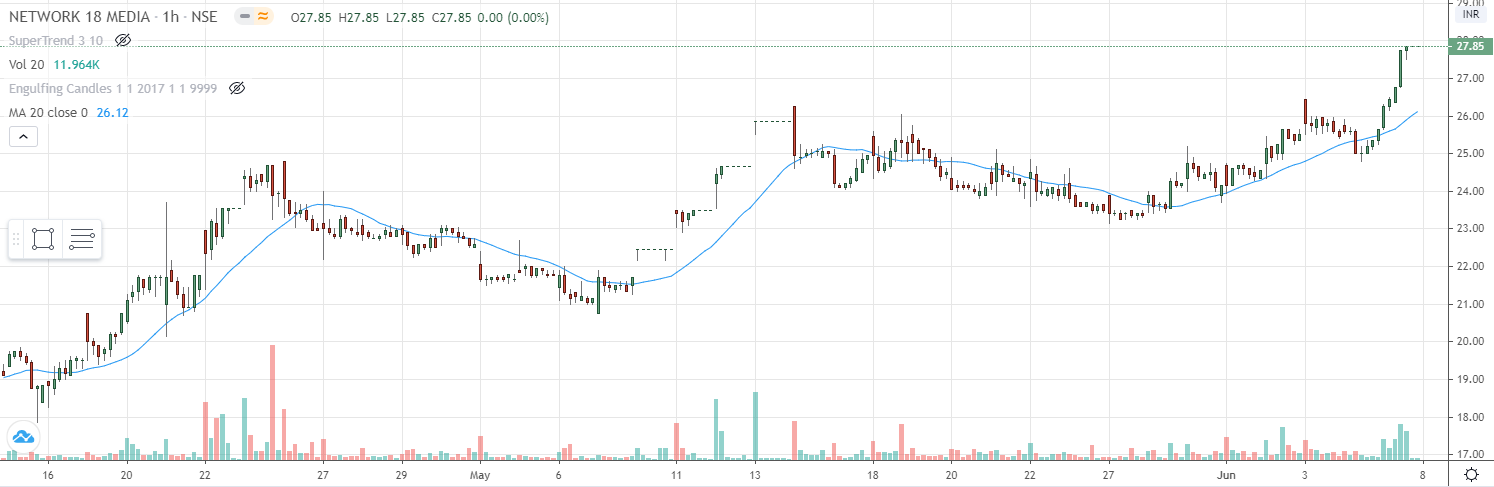 NETWORK 18 MEDIA · 1h · NSE O27.85 H27.85 L27.85 C27.85 0.00 (0.00%)
SuperTrend 3 10
Vol 20 11.964K
Engulfing Candles 1 1 2017 1 1 9999
MA 20 close 0 26.12
29.00
INR
28.00
27.85
27.00
26.00
25.00
24.00
23.00
22.00
21.00
20.00
19.00
18.00
17.00
16 20 22 27 29 May 6 11 13 18 20 22 27 Jun 3 8